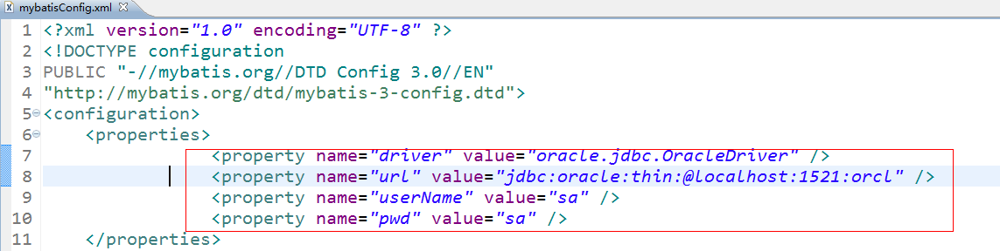 mybatisConfig.xml
1 <?xml version="1.0" encoding="UTF-8" ?>
2 <!DOCTYPE configuration
3 PUBLIC "-//mybatis.org//DTD Config 3.0//EN"
4 "http://mybatis.org/dtd/mybatis-3-config.dtd">
5 <configuration>
6 <properties>
7 <property name="driver" value="oracle.jdbc.OracleDriver" />
8 <property name="url" value="jdbc:oracle:thin:@localhost:1521:orcl" />
9 <property name="userName" value="sa" />
10 <property name="pwd" value="sa" />
11 </properties>